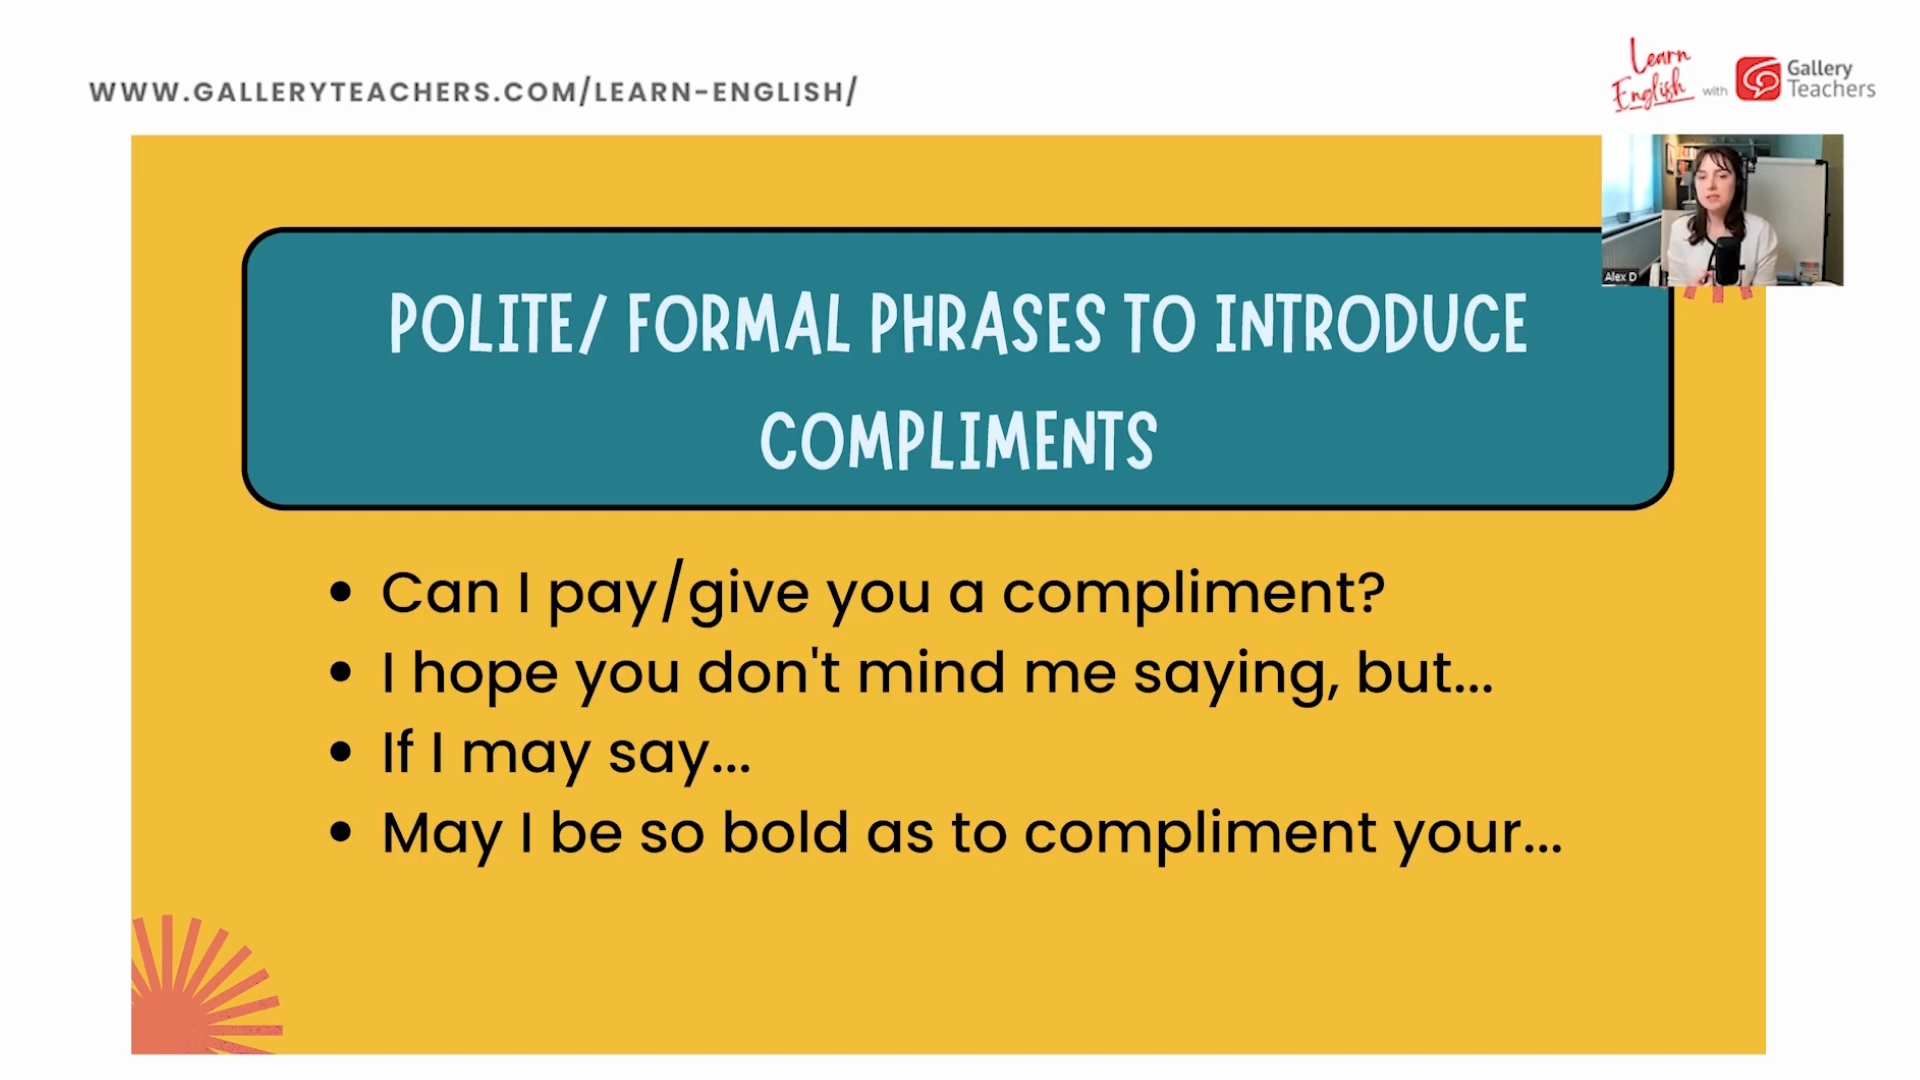 WWW.GALLERYTEACHERS.COM/LEARN-ENGLISH/
Learn
English with Gallery
Teachers
Alex D
POLITE/ FORMAL PHRASES TO INTRODUCE
COMPLIMENTS
• Can I pay/give you a compliment?
• I hope you don't mind me saying, but...
• If I may say...
• May I be so bold as to compliment your...